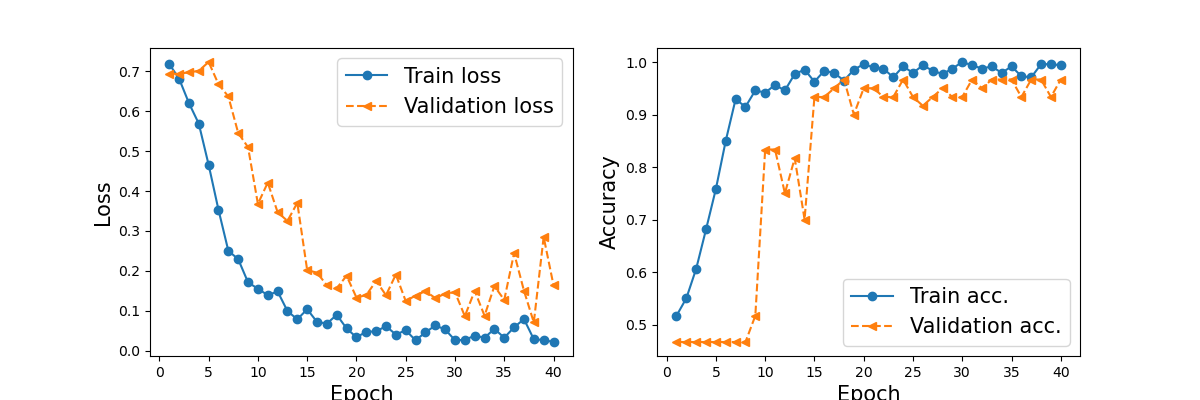 Train loss
Validation loss
Loss
0.7
0.6
0.5
0.4
0.3
0.2
0.1
0.0
0 5 10 15 20 25 30 35 40
Epoch
Train acc.
Validation acc.
Accuracy
1.0
0.9
0.8
0.7
0.6
0.5
0 5 10 15 20 25 30 35 40
Epoch